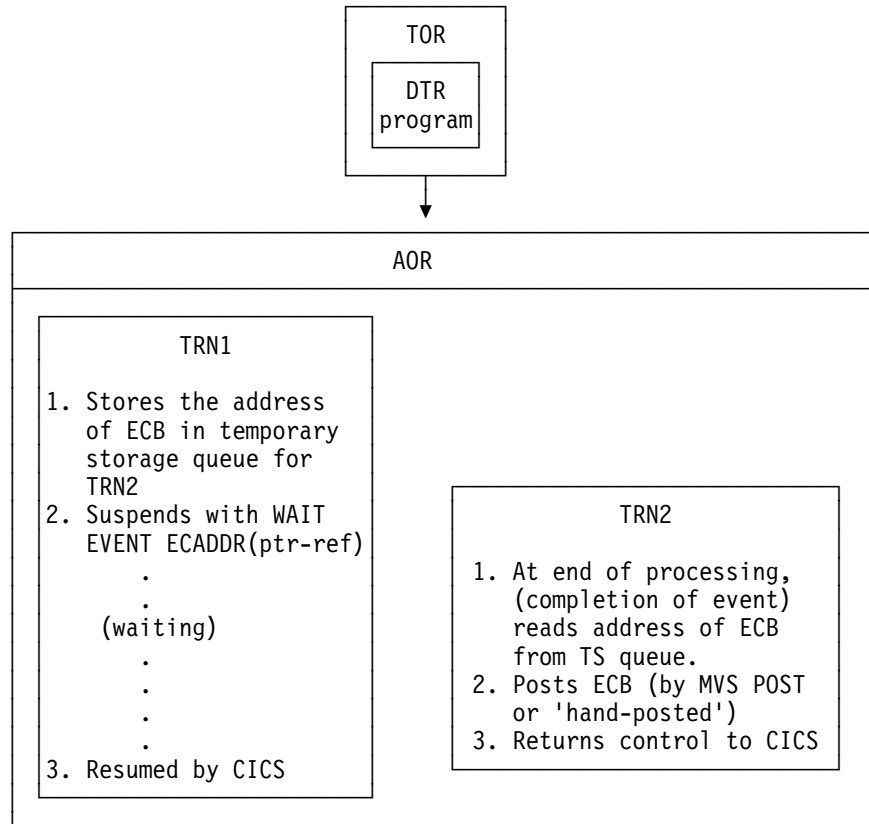 TOR
DTR
program
AOR
TRN1
1. Stores the address
of ECB in temporary
storage queue for
TRN2
2. Suspends with WAIT
EVENT ECADDR(ptr-ref)
.
.
(waiting)
.
.
.
.
3. Resumed by CICS
TRN2
1. At end of processing,
(completion of event)
reads address of ECB
from TS queue.
2. Posts ECB (by MVS POST
or 'hand-posted')
3. Returns control to CICS